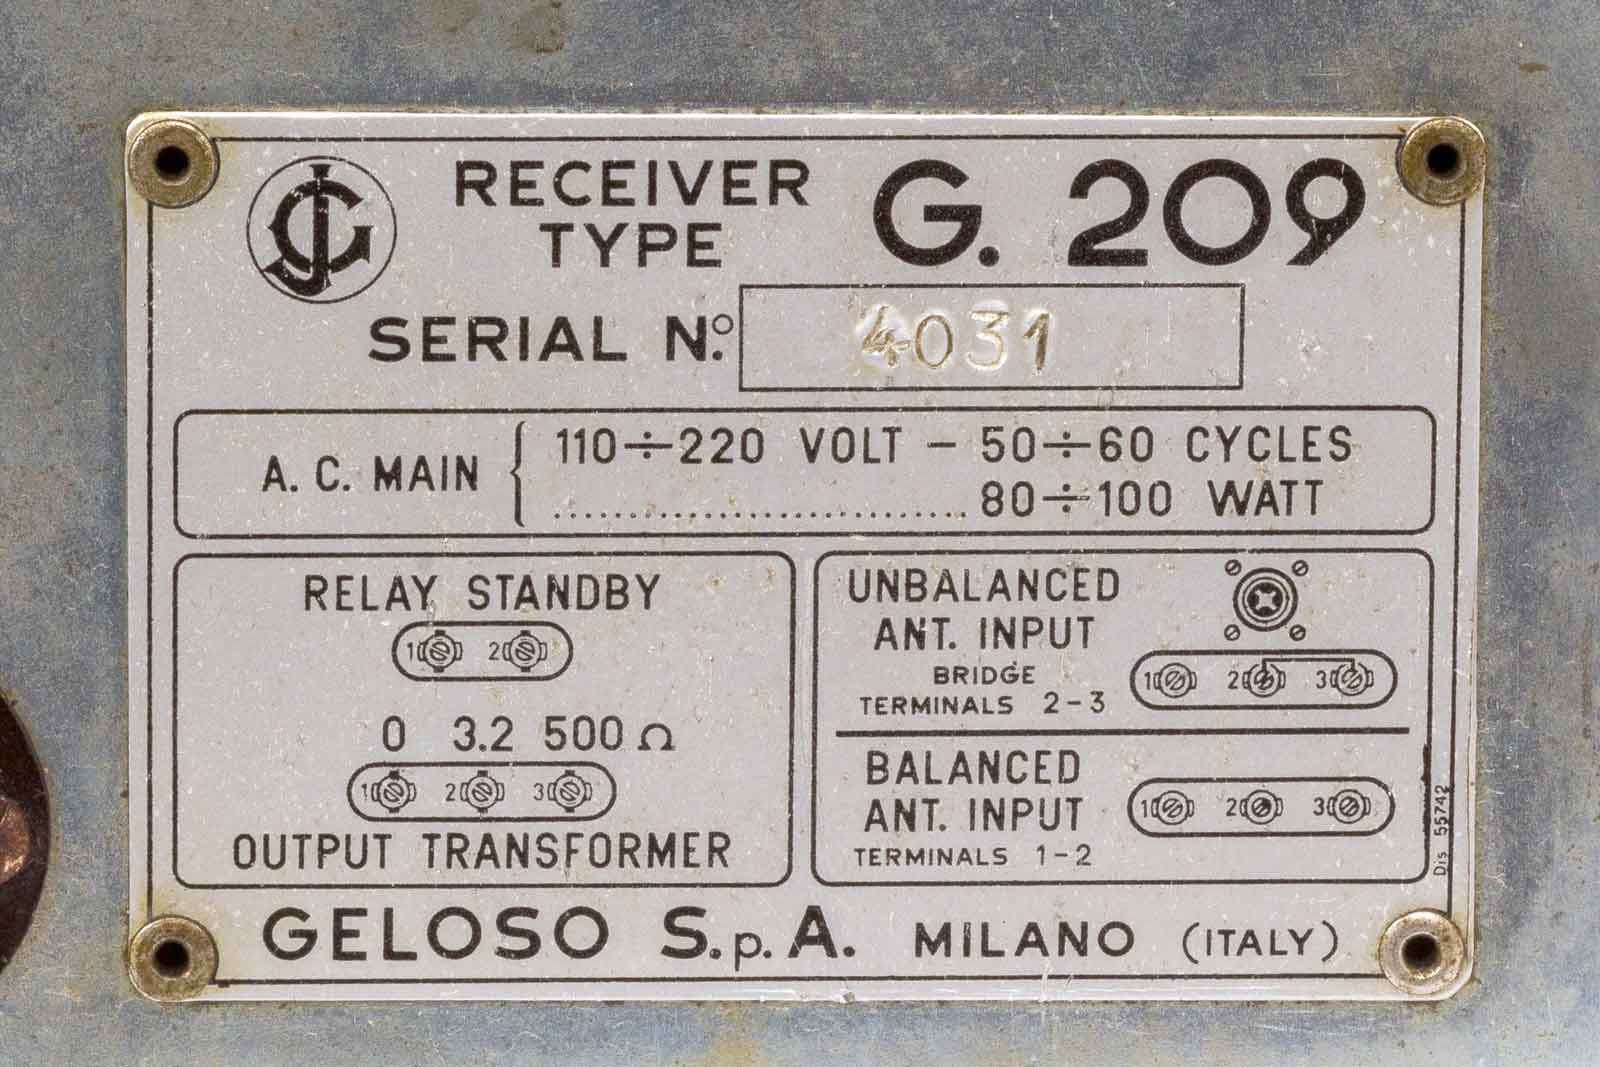 RECEIVER TYPE G. 209
SERIAL Nº. 4031
A. C. MAIN { 110÷220 VOLT – 50÷60 CYCLES
........................... 80÷100 WATT
RELAY STANDBY
1 2
0 3.2 500 Ω
1 2 3
OUTPUT TRANSFORMER
UNBALANCED
ANT. INPUT
BRIDGE
TERMINALS 2-3
1 2 3
BALANCED
ANT. INPUT
TERMINALS 1-2
1 2 3
Dis 55742
GELOSO S.p.A. MILANO (ITALY)